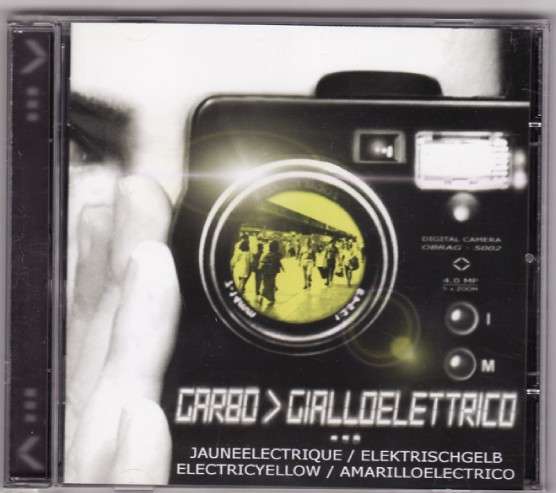 DIGITAL CAMERA
OBRAG - 5002
4.0 MP
I
M
GARBO > GIALLOELETTRICO
JAUNEELECTRIQUE / ELEKTRISCHGELB
ELECTRICYELLOW / AMARILLOELECTRICO